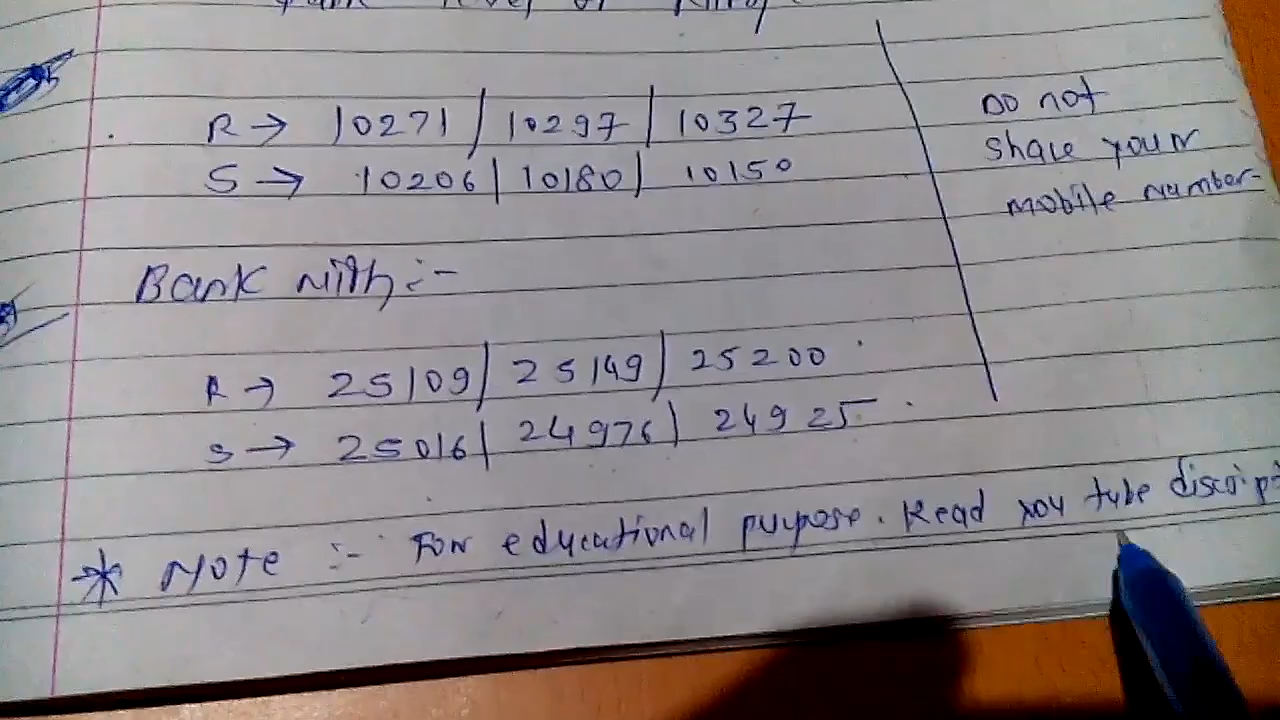 R → 10271 / 10297 / 10327
S → 10206 | 10180 | 10150
Do not
share your
mobile number-
Bank nifty :-
R → 25109 / 25149 / 25200
S → 25016 | 24976 | 24925
* Note :- For educational purpose. Read you tube discript